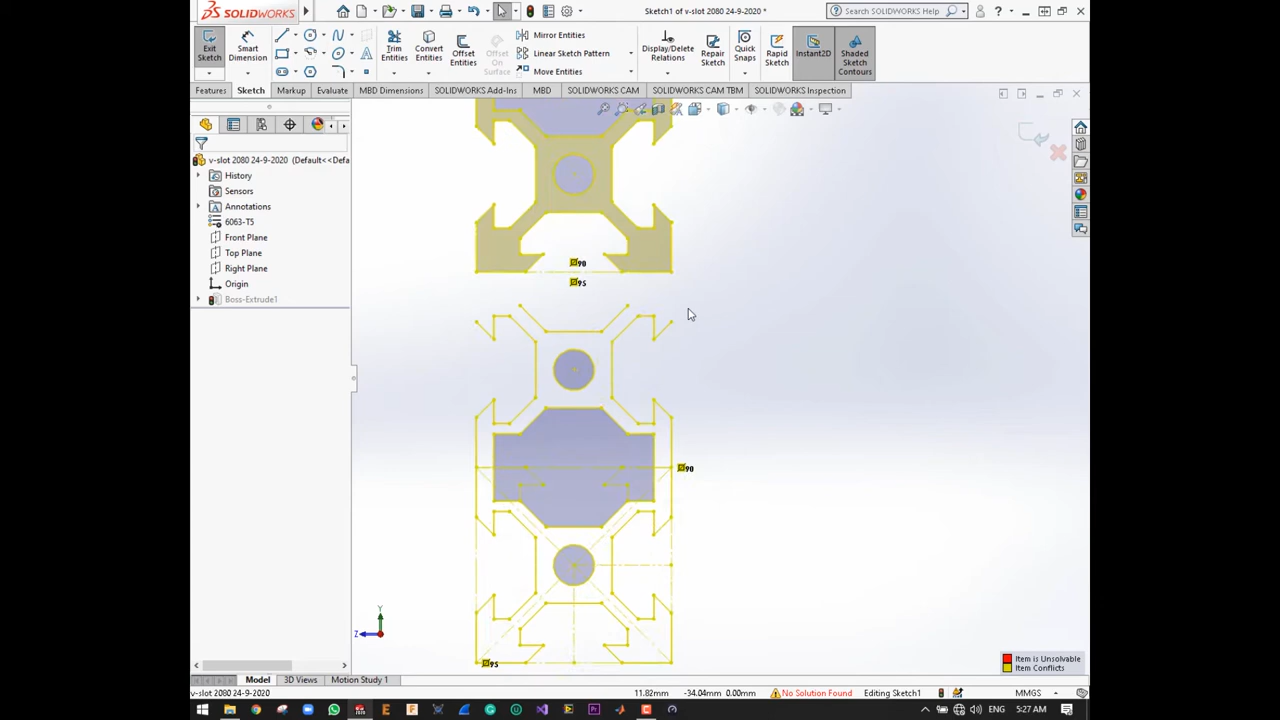 SOLIDWORKS
Sketch1 of v-slot 2080 24-9-2020 *
Search SOLIDWORKS Help
Exit Sketch
Smart Dimension
Trim Entities
Convert Entities
Offset Entities
Offset On Surface
Mirror Entities
Linear Sketch Pattern
Move Entities
Display/Delete Relations
Repair Sketch
Quick Snaps
Rapid Sketch
Instant2D
Shaded Sketch Contours
Features
Sketch
Markup
Evaluate
MBD Dimensions
SOLIDWORKS Add-Ins
MBD
SOLIDWORKS CAM
SOLIDWORKS CAM TBM
SOLIDWORKS Inspection
v-slot 2080 24-9-2020 (Default<<Defa
History
Sensors
Annotations
6063-T5
Front Plane
Top Plane
Right Plane
Origin
Boss-Extrude1
90
95
90
95
Y
Z
Item is Unsolvable
Item Conflicts
Model
3D Views
Motion Study 1
v-slot 2080 24-9-2020
11.82mm
-34.04mm
0.00mm
No Solution Found
Editing Sketch1
MMGS
ENG
5:27 AM